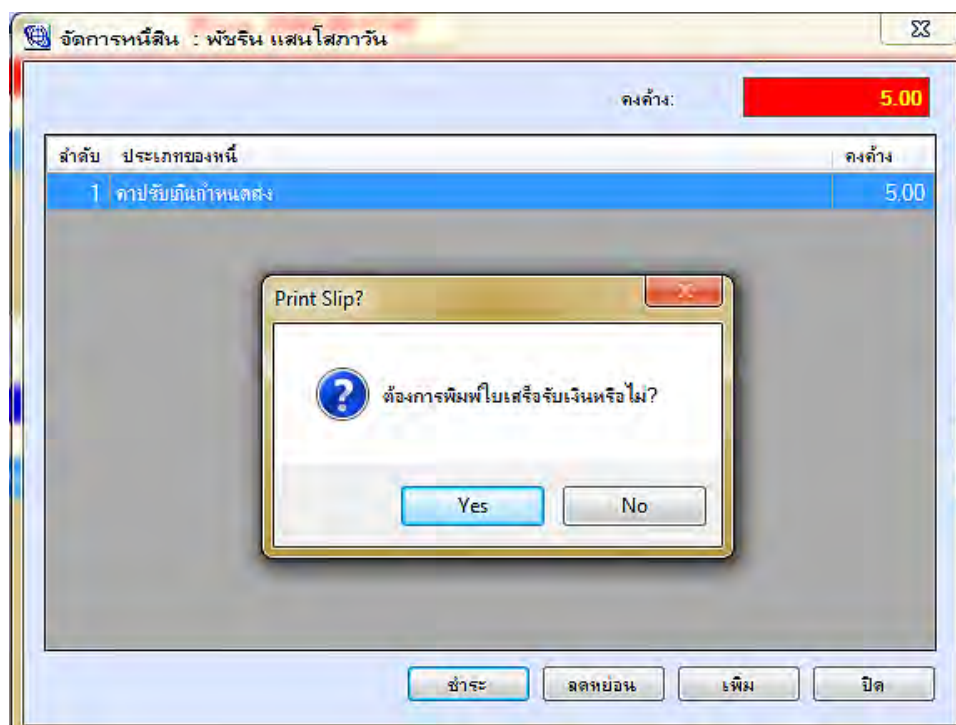 จัดการหนี้สิน : พัชริน แสนโสภาวัน
คงค้าง: 5.00
ลำดับ ประเภทของหนี้ คงค้าง
1 ค่าปรับเกินกำหนดส่ง 5.00
Print Slip?
ต้องการพิมพ์ใบเสร็จรับเงินหรือไม่?
Yes No
ชำระ ลดหย่อน เพิ่ม ปิด